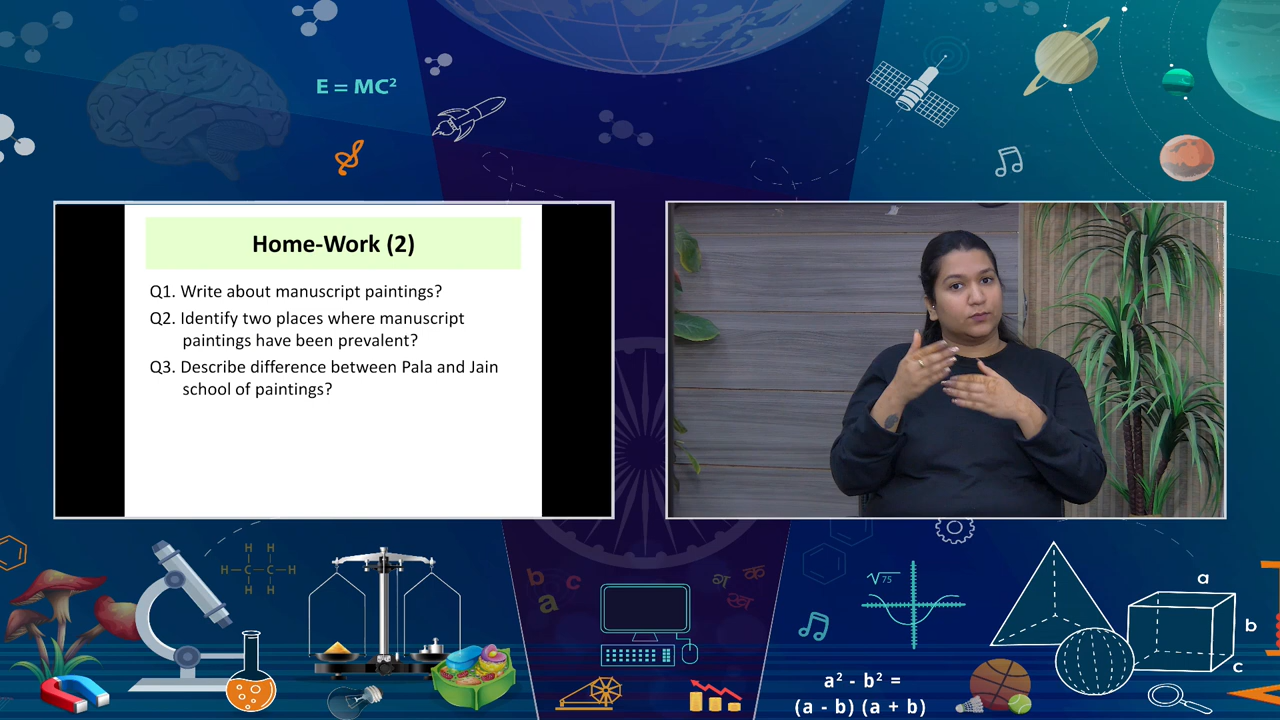 E = MC²
Home-Work (2)
Q1. Write about manuscript paintings?
Q2. Identify two places where manuscript
paintings have been prevalent?
Q3. Describe difference between Pala and Jain
school of paintings?
H H
H C C H
H H
b c
a
ग क
ख
√75
a
b
c
a² - b² =
(a - b) (a + b)